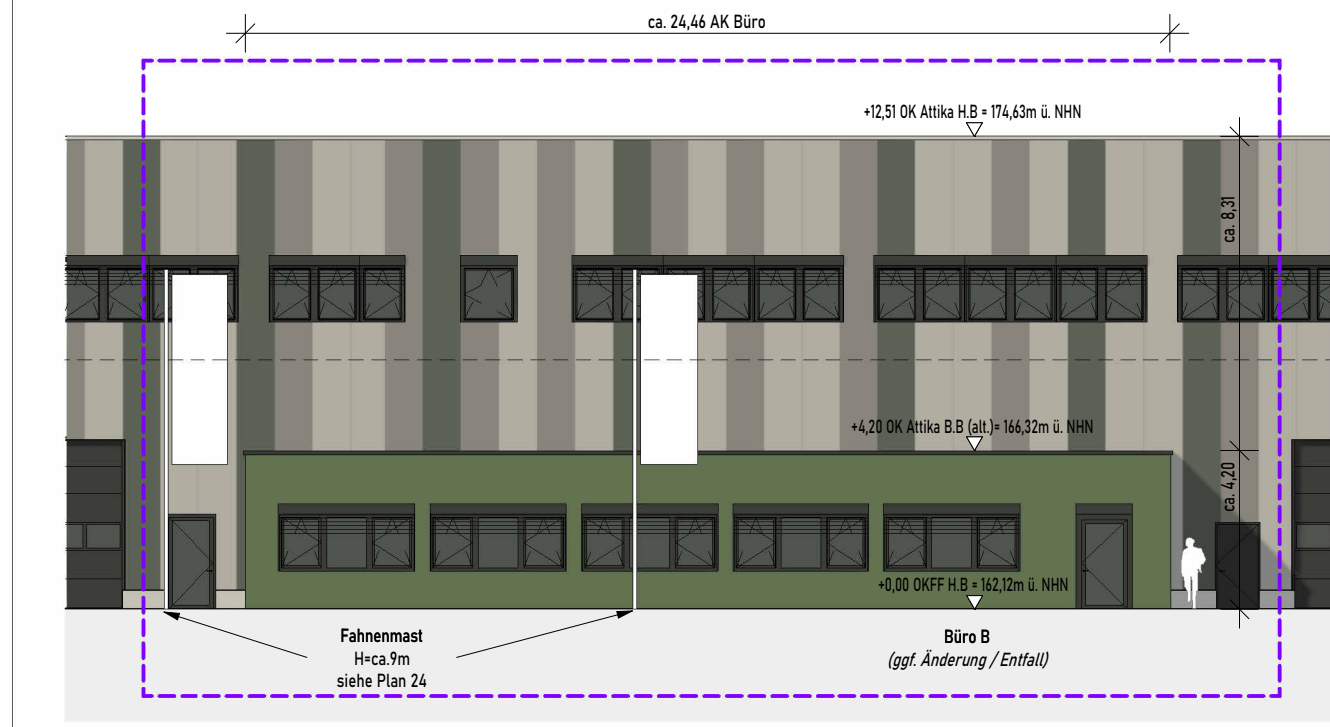 ca. 24,46 AK Büro
+12,51 OK Attika H.B = 174,63m ü. NHN
ca. 8,31
+4,20 OK Attika B.B (alt.)= 166,32m ü. NHN
ca. 4,20
+0,00 OKFF H.B = 162,12m ü. NHN
Fahnenmast
H=ca.9m
siehe Plan 24
Büro B
(ggf. Änderung / Entfall)